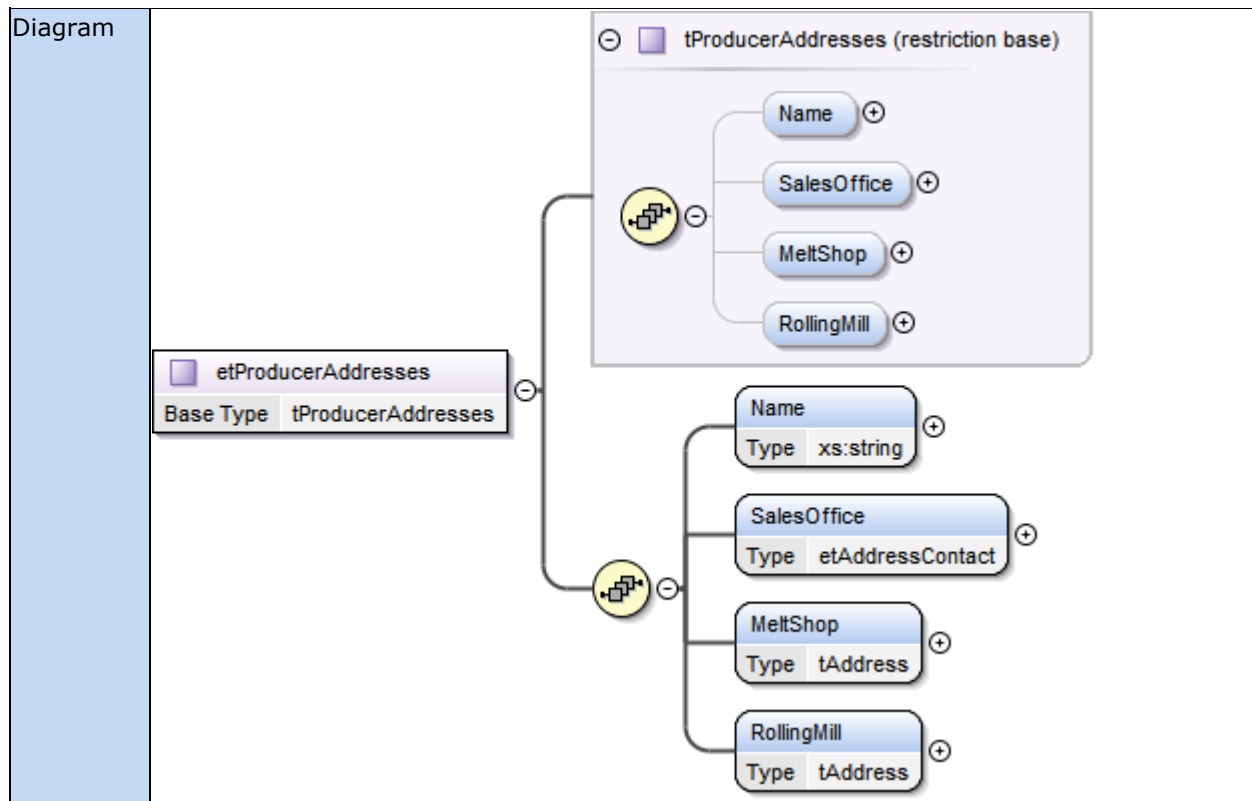 Diagram
tProducerAddresses (restriction base)
Name
SalesOffice
MeltShop
RollingMill
etProducerAddresses
Base Type tProducerAddresses
Name
Type xs:string
SalesOffice
Type etAddressContact
MeltShop
Type tAddress
RollingMill
Type tAddress